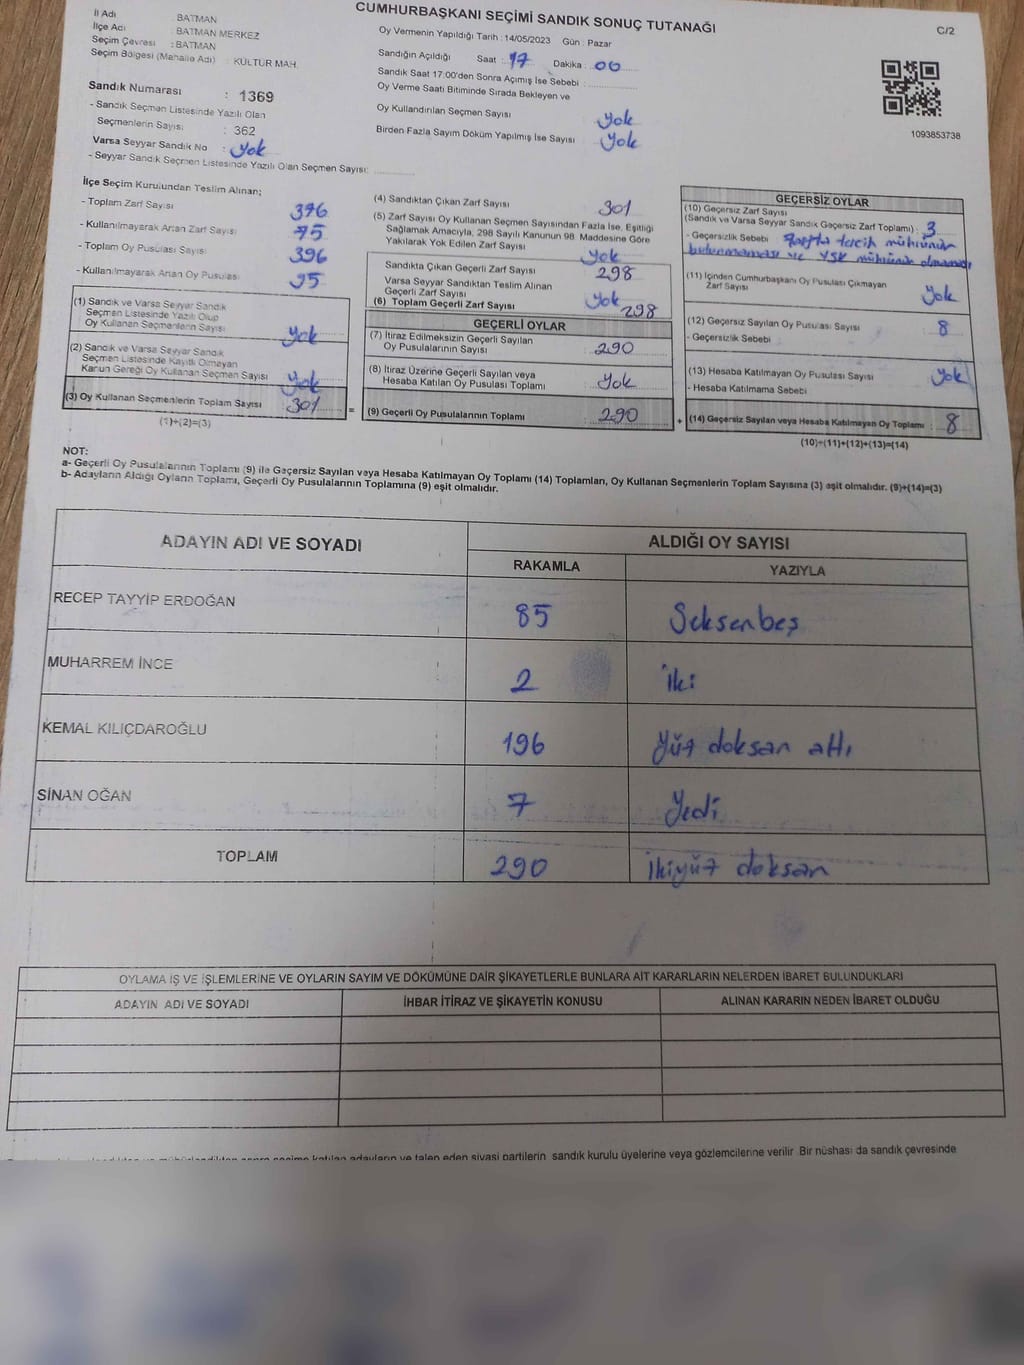 CUMHURBAŞKANI SEÇİMİ SANDIK SONUÇ TUTANAĞI
C/2
İl Adı : BATMAN
İlçe Adı : BATMAN MERKEZ
Seçim Çevresi : BATMAN
Seçim Bölgesi (Mahalle Adı) : KÜLTÜR MAH.
Sandık Numarası : 1369
- Sandık Seçmen Listesinde Yazılı Olan
Seçmenlerin Sayısı : 362
Varsa Seyyar Sandık No : Yok
- Seyyar Sandık Seçmen Listesinde Yazılı Olan Seçmen Sayısı:
Oy Vermenin Yapıldığı Tarih : 14/05/2023 Gün : Pazar
Sandığın Açıldığı Saat : 17 Dakika : 00
Sandık Saat 17:00'den Sonra Açılmış İse Sebebi :
Oy Verme Saati Bitiminde Sırada Bekleyen ve
Oy Kullandırılan Seçmen Sayısı Yok
Birden Fazla Sayım Döküm Yapılmış İse Sayısı Yok
1093853738
İlçe Seçim Kurulundan Teslim Alınan;
- Toplam Zarf Sayısı 376
- Kullanılmayarak Artan Zarf Sayısı 75
- Toplam Oy Pusulası Sayısı 396
- Kullanılmayarak Artan Oy Pusulası 95
(1) Sandık ve Varsa Seyyar Sandık
Seçmen Listesinde Yazılı Olup
Oy Kullanan Seçmenlerin Sayısı Yok
(2) Sandık ve Varsa Seyyar Sandık
Seçmen Listesinde Kayıtlı Olmayan
Kanun Gereği Oy Kullanan Seçmen Sayısı Yok
(3) Oy Kullanan Seçmenlerin Toplam Sayısı 301
(1)+(2)=(3)
=
(4) Sandıktan Çıkan Zarf Sayısı 301
(5) Zarf Sayısı Oy Kullanan Seçmen Sayısından Fazla İse, Eşitliği
Sağlamak Amacıyla, 298 Sayılı Kanunun 98. Maddesine Göre
Yakılarak Yok Edilen Zarf Sayısı Yok
Sandıkta Çıkan Geçerli Zarf Sayısı 298
Varsa Seyyar Sandıktan Teslim Alınan
Geçerli Zarf Sayısı Yok
(6) Toplam Geçerli Zarf Sayısı 298
GEÇERLİ OYLAR
(7) İtiraz Edilmeksizin Geçerli Sayılan
Oy Pusulalarının Sayısı 290
(8) İtiraz Üzerine Geçerli Sayılan veya
Hesaba Katılan Oy Pusulası Toplamı Yok
(9) Geçerli Oy Pusulalarının Toplamı 290
+
GEÇERSİZ OYLAR
(10) Geçersiz Zarf Sayısı
(Sandık ve Varsa Seyyar Sandık Geçersiz Zarf Toplamı) : 3
- Geçersizlik Sebebi Zarfta tercih mühürünün
bulunmaması ve YSK mühürünün olmaması
(11) İçinden Cumhurbaşkanı Oy Pusulası Çıkmayan
Zarf Sayısı Yok
(12) Geçersiz Sayılan Oy Pusulası Sayısı 8
- Geçersizlik Sebebi
(13) Hesaba Katılmayan Oy Pusulası Sayısı Yok
- Hesaba Katılmama Sebebi
(14) Geçersiz Sayılan veya Hesaba Katılmayan Oy Toplamı : 8
(10)+(11)+(12)+(13)=(14)
NOT:
a- Geçerli Oy Pusulalarının Toplamı (9) ile Geçersiz Sayılan veya Hesaba Katılmayan Oy Toplamı (14) Toplamları, Oy Kullanan Seçmenlerin Toplam Sayısına (3) eşit olmalıdır. (9)+(14)=(3)
b- Adayların Aldığı Oyların Toplamı, Geçerli Oy Pusulalarının Toplamına (9) eşit olmalıdır.
ADAYIN ADI VE SOYADI
ALDIĞI OY SAYISI
RAKAMLA YAZIYLA
RECEP TAYYİP ERDOĞAN 85 Seksenbeş
MUHARREM İNCE 2 İki
KEMAL KILIÇDAROĞLU 196 Yüz doksan altı
SİNAN OĞAN 7 Yedi
TOPLAM 290 İkiyüz doksan
OYLAMA İŞ VE İŞLEMLERİNE VE OYLARIN SAYIM VE DÖKÜMÜNE DAİR ŞİKAYETLERLE BUNLARA AİT KARARLARIN NELERDEN İBARET BULUNDUKLARI
ADAYIN ADI VE SOYADI İHBAR İTİRAZ VE ŞİKAYETİN KONUSU ALINAN KARARIN NEDEN İBARET OLDUĞU
sonra seçime katılan adayların ve talep eden siyasi partilerin sandık kurulu üyelerine veya gözlemcilerine verilir. Bir nüshası da sandık çevresinde